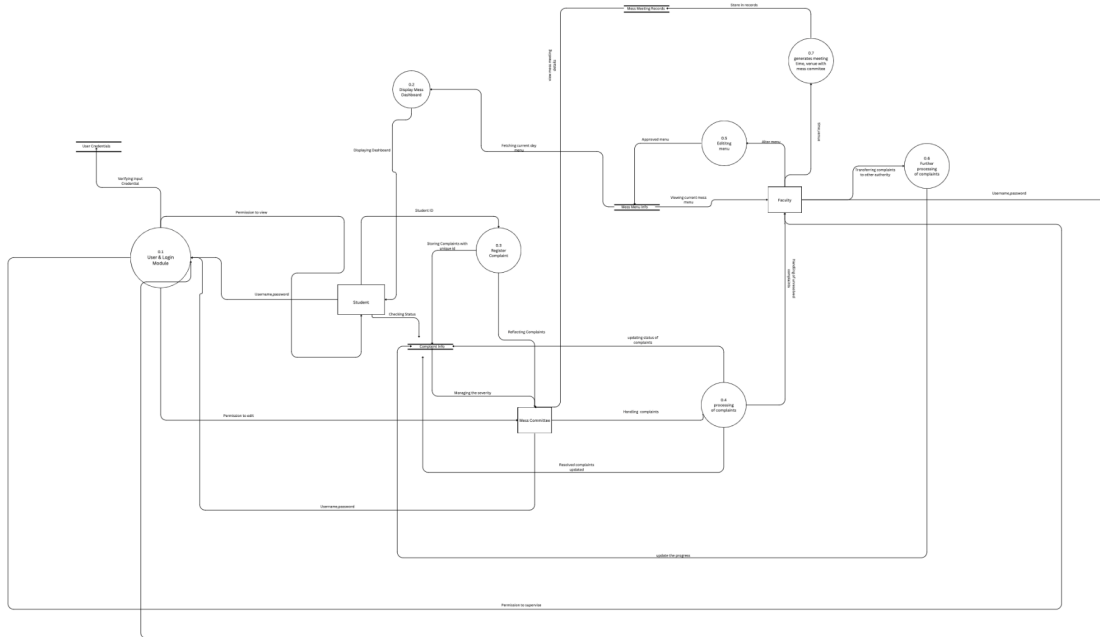 Mess Meeting Records
Store in records
0.7
generates meeting
time, venue with
mess committee
0.2
Display Mess
Dashboard
User Credentials
Verifying Input
Credential
Displaying Dashboard
Fetching current day
menu
Approved menu
0.5
Editing
menu
0.6
Further
processing
of complaints
Transferring complaints
to other authority
Faculty
Username,password
Mess Menu Info
Viewing current mess
menu
Permission to view
Student ID
0.1
User & Login
Module
Storing Complaints with
unique id
0.3
Register
Complaint
handling of unresolved
complaints
Username,password
Student
Checking Status
Reflecting Complaints
Complaint Info
updating status of
complaints
Managing the severity
0.4
processing
of complaints
Permission to edit
Mess Committee
Handling complaints
Resolved complaints
updated
Username,password
update the progress
Permission to supervise